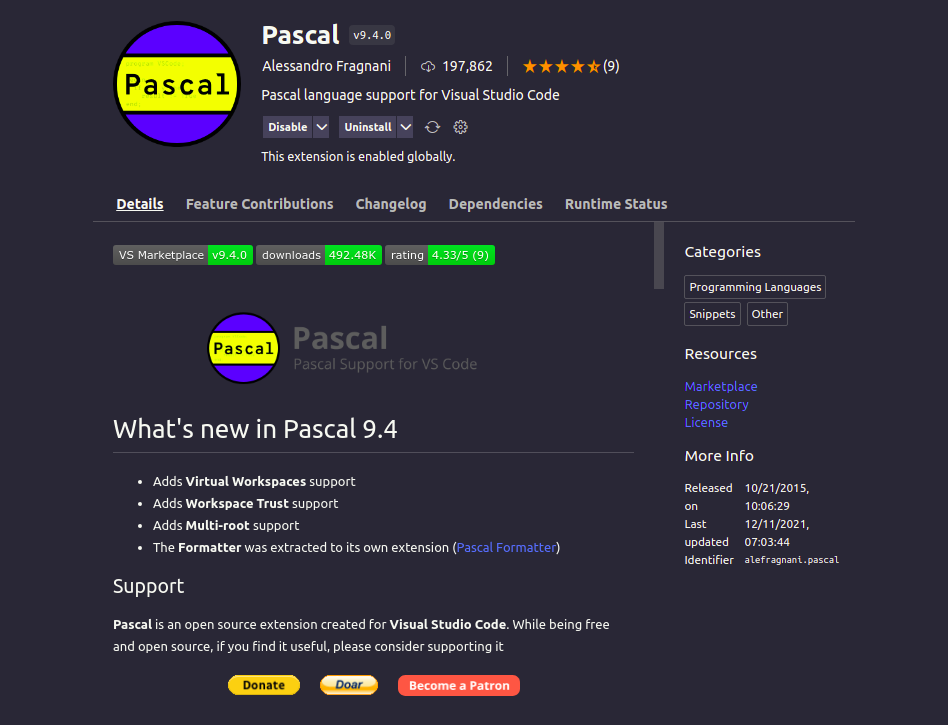 Pascal
Pascal v9.4.0
Alessandro Fragnani 197,862 (9)
Pascal language support for Visual Studio Code
Disable Uninstall
This extension is enabled globally.
Details Feature Contributions Changelog Dependencies Runtime Status
VS Marketplace v9.4.0 downloads 492.48K rating 4.33/5 (9)
Pascal
Pascal
Pascal Support for VS Code
What's new in Pascal 9.4
• Adds Virtual Workspaces support
• Adds Workspace Trust support
• Adds Multi-root support
• The Formatter was extracted to its own extension (Pascal Formatter)
Support
Pascal is an open source extension created for Visual Studio Code. While being free
and open source, if you find it useful, please consider supporting it
Donate Doar Become a Patron
Categories
Programming Languages
Snippets Other
Resources
Marketplace
Repository
License
More Info
Released 10/21/2015,
on 10:06:29
Last 12/11/2021,
updated 07:03:44
Identifier alefragnani.pascal